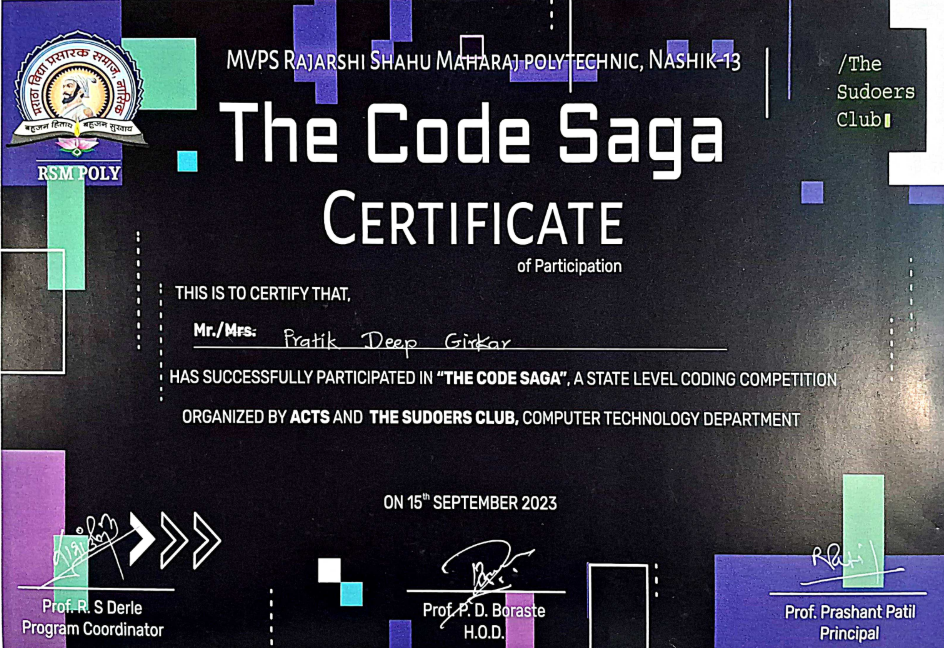 MVPS RAJARSHI SHAHU MAHARAJ POLYTECHNIC, NASHIK-13
मराठा विद्या प्रसारक समाज, नासिक
बहुजन हिताय बहुजन सुखाय
RSM POLY
/The
Sudoers
Club
The Code Saga
CERTIFICATE
of Participation
THIS IS TO CERTIFY THAT,
Mr./Mrs. Pratik Deep Girkar
HAS SUCCESSFULLY PARTICIPATED IN “THE CODE SAGA”, A STATE LEVEL CODING COMPETITION
ORGANIZED BY ACTS AND THE SUDOERS CLUB, COMPUTER TECHNOLOGY DEPARTMENT
ON 15th SEPTEMBER 2023
Prof. R. S Derle
Program Coordinator
Prof. P. D. Boraste
H.O.D.
RPatil
Prof. Prashant Patil
Principal